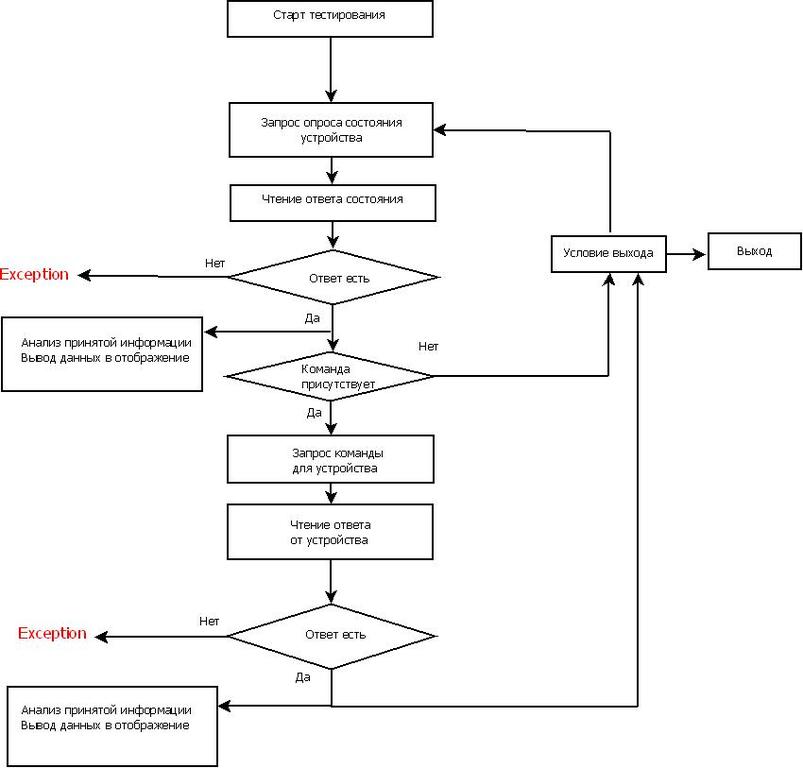 Старт тестирования
Запрос опроса состояния
устройства
Чтение ответа состояния
Условие выхода
Выход
Нет
Exception
Ответ есть
Да
Анализ принятой информации
Вывод данных в отображение
Нет
Команда
присутствует
Да
Запрос команды
для устройства
Чтение ответа
от устройства
Нет
Exception
Ответ есть
Да
Анализ принятой информации
Вывод данных в отображение